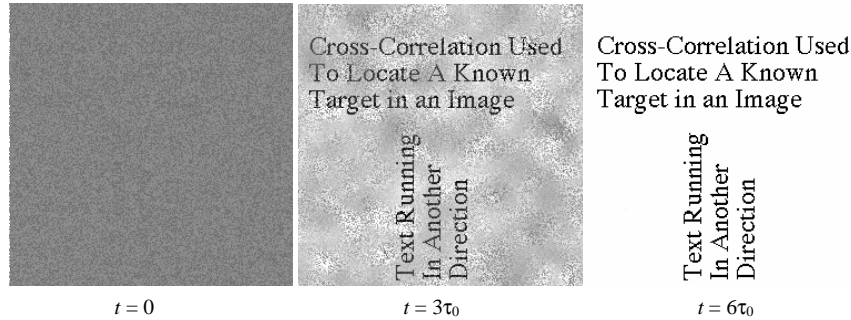 Cross-Correlation Used
To Locate A Known
Target in an Image
Text Running
In Another
Direction
Cross-Correlation Used
To Locate A Known
Target in an Image
Text Running
In Another
Direction
t = 0
t = 3τ₀
t = 6τ₀